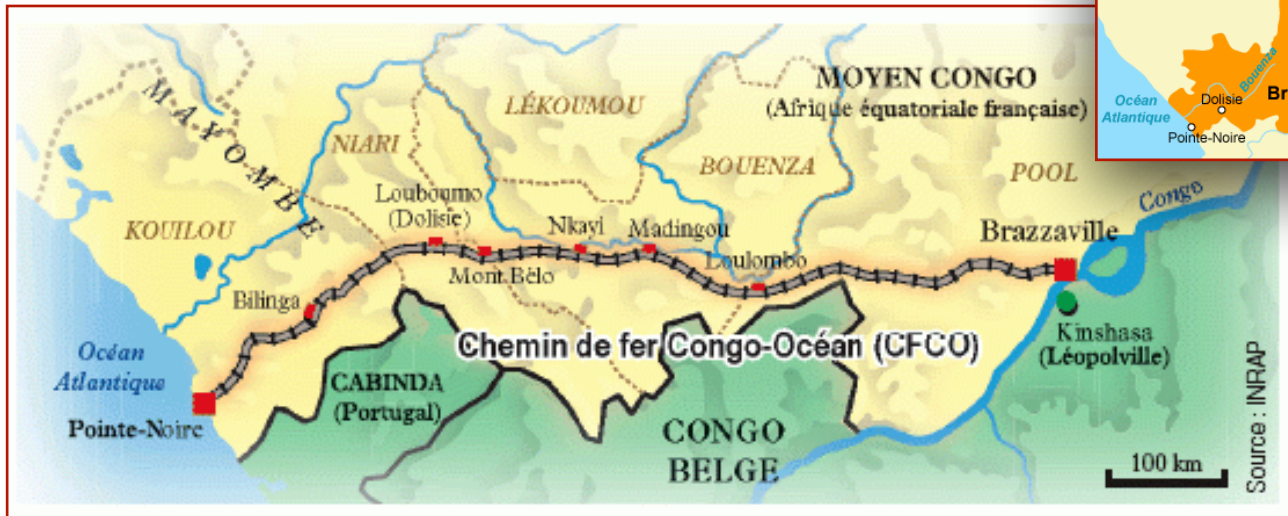 MAYOMBE
KOUILOU
NIARI
LÉKOUMOU
BOUENZA
POOL
MOYEN CONGO
(Afrique équatoriale française)
Louboumo
(Dolisie)
Mont Bélo
Nkayi
Madingou
Loulombo
Brazzaville
Congo
Bilinga
Océan
Atlantique
Pointe-Noire
CABINDA
(Portugal)
Chemin de fer Congo-Océan (CFCO)
CONGO
BELGE
Kinshasa
(Léopolville)
100 km
Source : INRAP
Bouenza
Océan
Atlantique
Dolisie
Br
Pointe-Noire